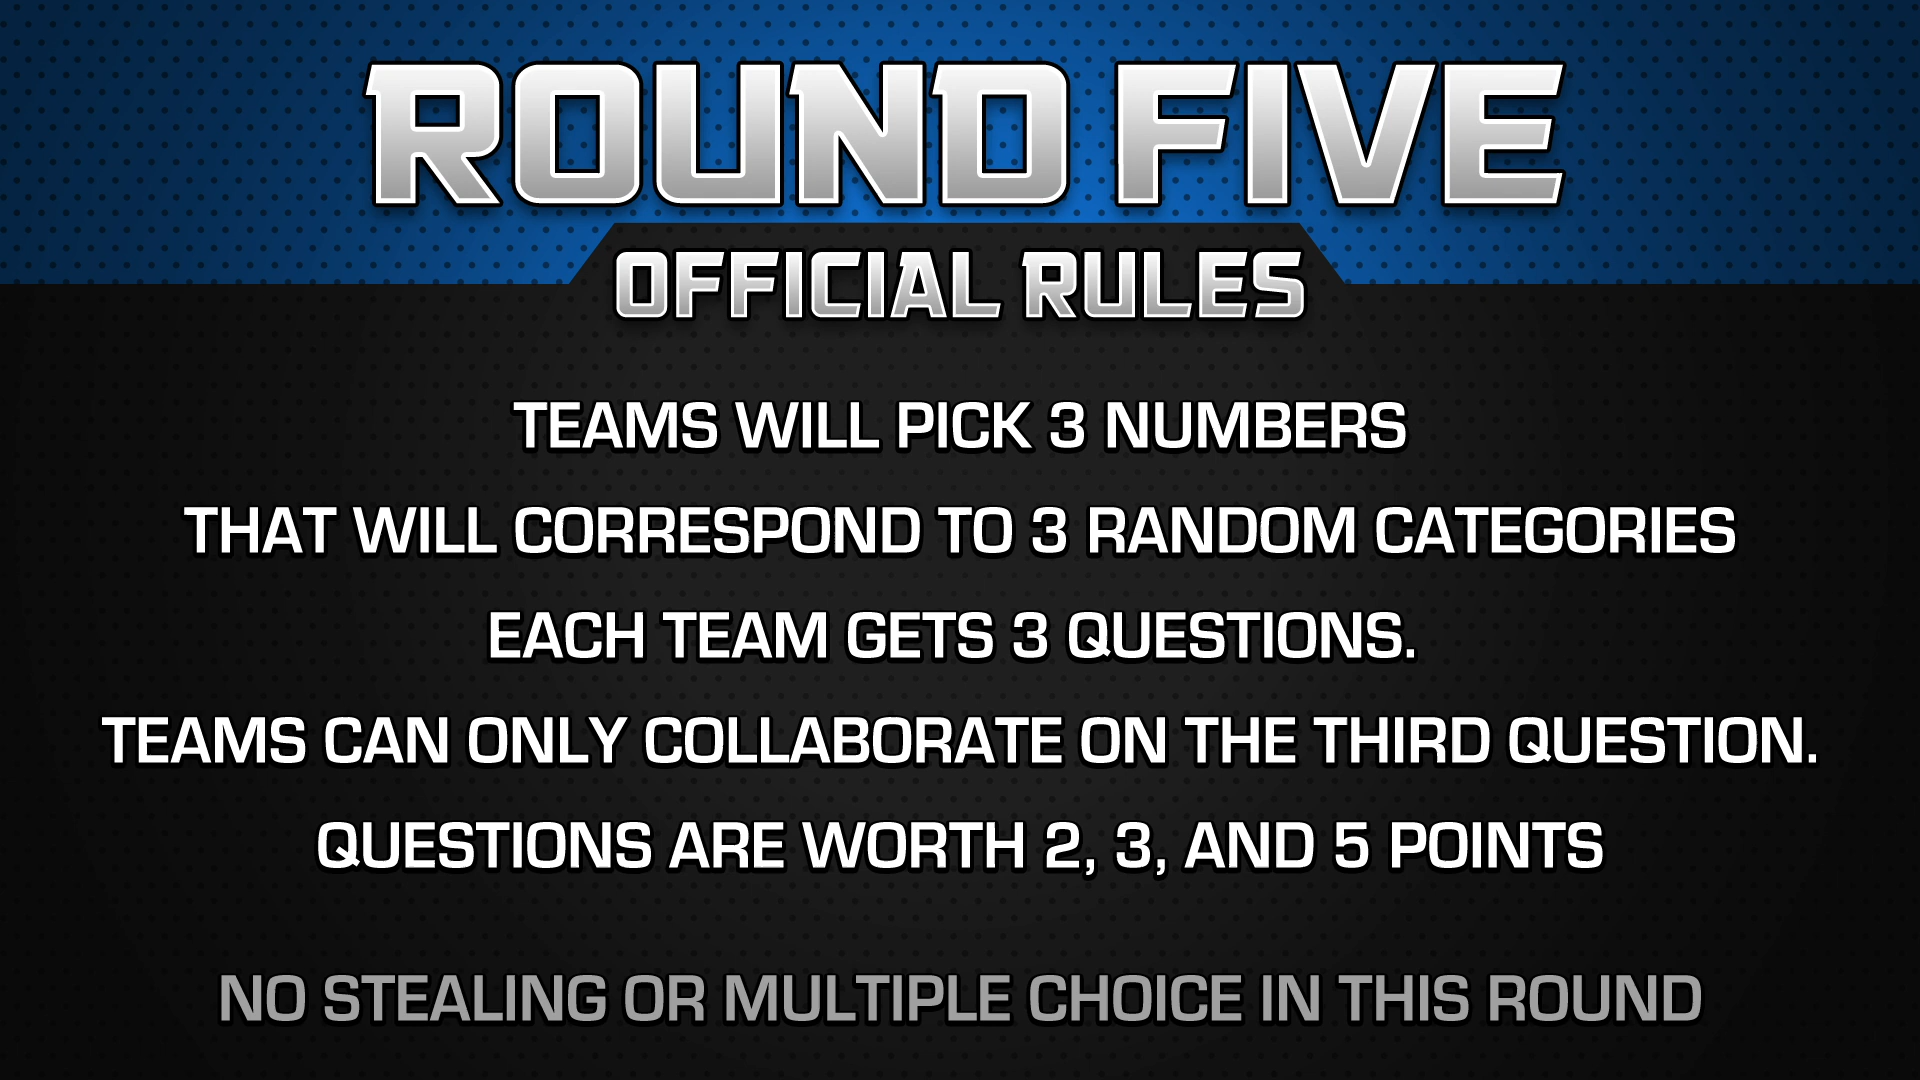 ROUND FIVE
OFFICIAL RULES
TEAMS WILL PICK 3 NUMBERS
THAT WILL CORRESPOND TO 3 RANDOM CATEGORIES
EACH TEAM GETS 3 QUESTIONS.
TEAMS CAN ONLY COLLABORATE ON THE THIRD QUESTION.
QUESTIONS ARE WORTH 2, 3, AND 5 POINTS
NO STEALING OR MULTIPLE CHOICE IN THIS ROUND